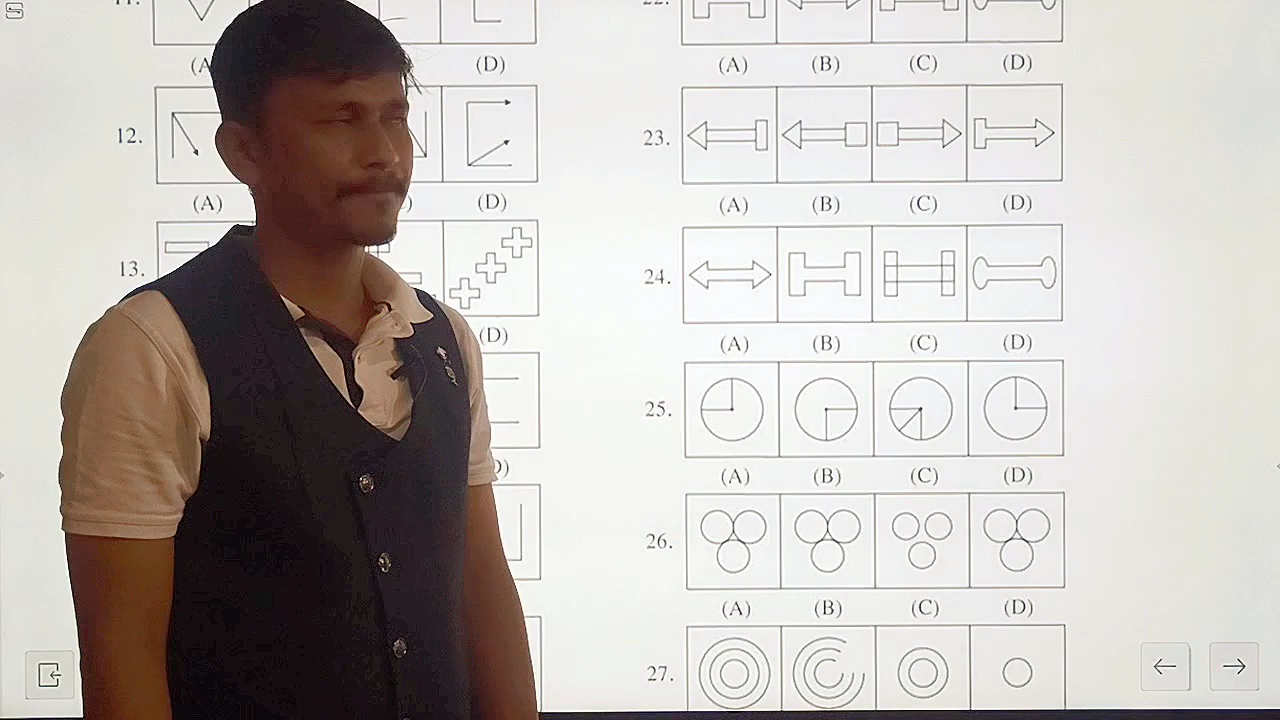 11.
22.
(A (D)
(A) (B) (C) (D)
12.
23.
(A) ) (D)
(A) (B) (C) (D)
13.
24.
(D)
(A) (B) (C) (D)
25.
)
(A) (B) (C) (D)
26.
(A) (B) (C) (D)
27.